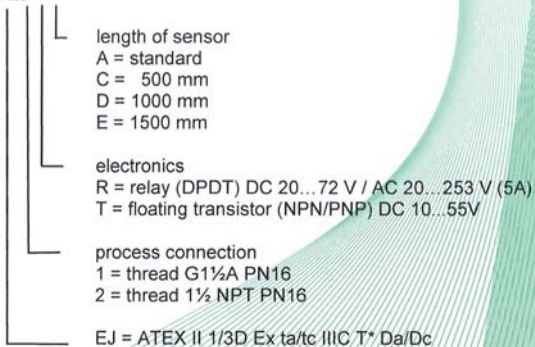 length of sensor
A = standard
C = 500 mm
D = 1000 mm
E = 1500 mm
electronics
R = relay (DPDT) DC 20...72 V / AC 20...253 V (5A)
T = floating transistor (NPN/PNP) DC 10...55V
process connection
1 = thread G1½A PN16
2 = thread 1½ NPT PN16
EJ = ATEX II 1/3D Ex ta/tc IIIC T* Da/Dc